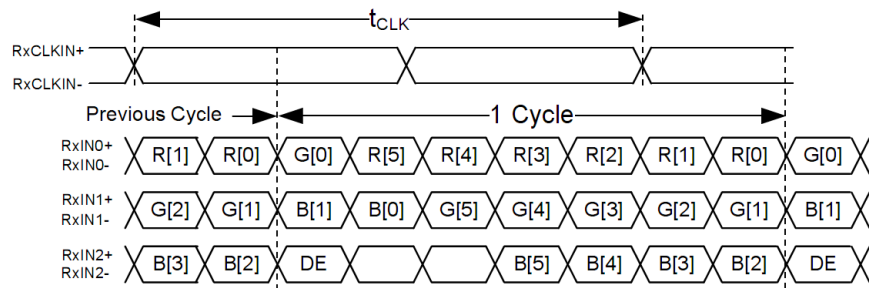 tCLK
RxCLKIN+
RxCLKIN-
Previous Cycle
1 Cycle
RxIN0+
RxIN0-
R[1] R[0] G[0] R[5] R[4] R[3] R[2] R[1] R[0] G[0]
RxIN1+
RxIN1-
G[2] G[1] B[1] B[0] G[5] G[4] G[3] G[2] G[1] B[1]
RxIN2+
RxIN2-
B[3] B[2] DE B[5] B[4] B[3] B[2] DE